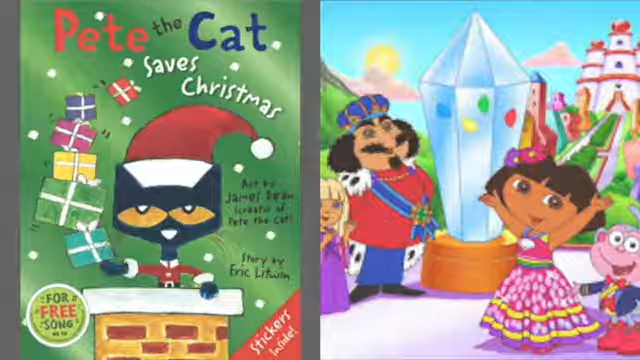 Pete the Cat
Saves
Christmas
Art by
James Dean
(creator of
Pete the Cat)
Story by
Eric Litwin
FOR
FREE
SONG
Stickers
Inside!